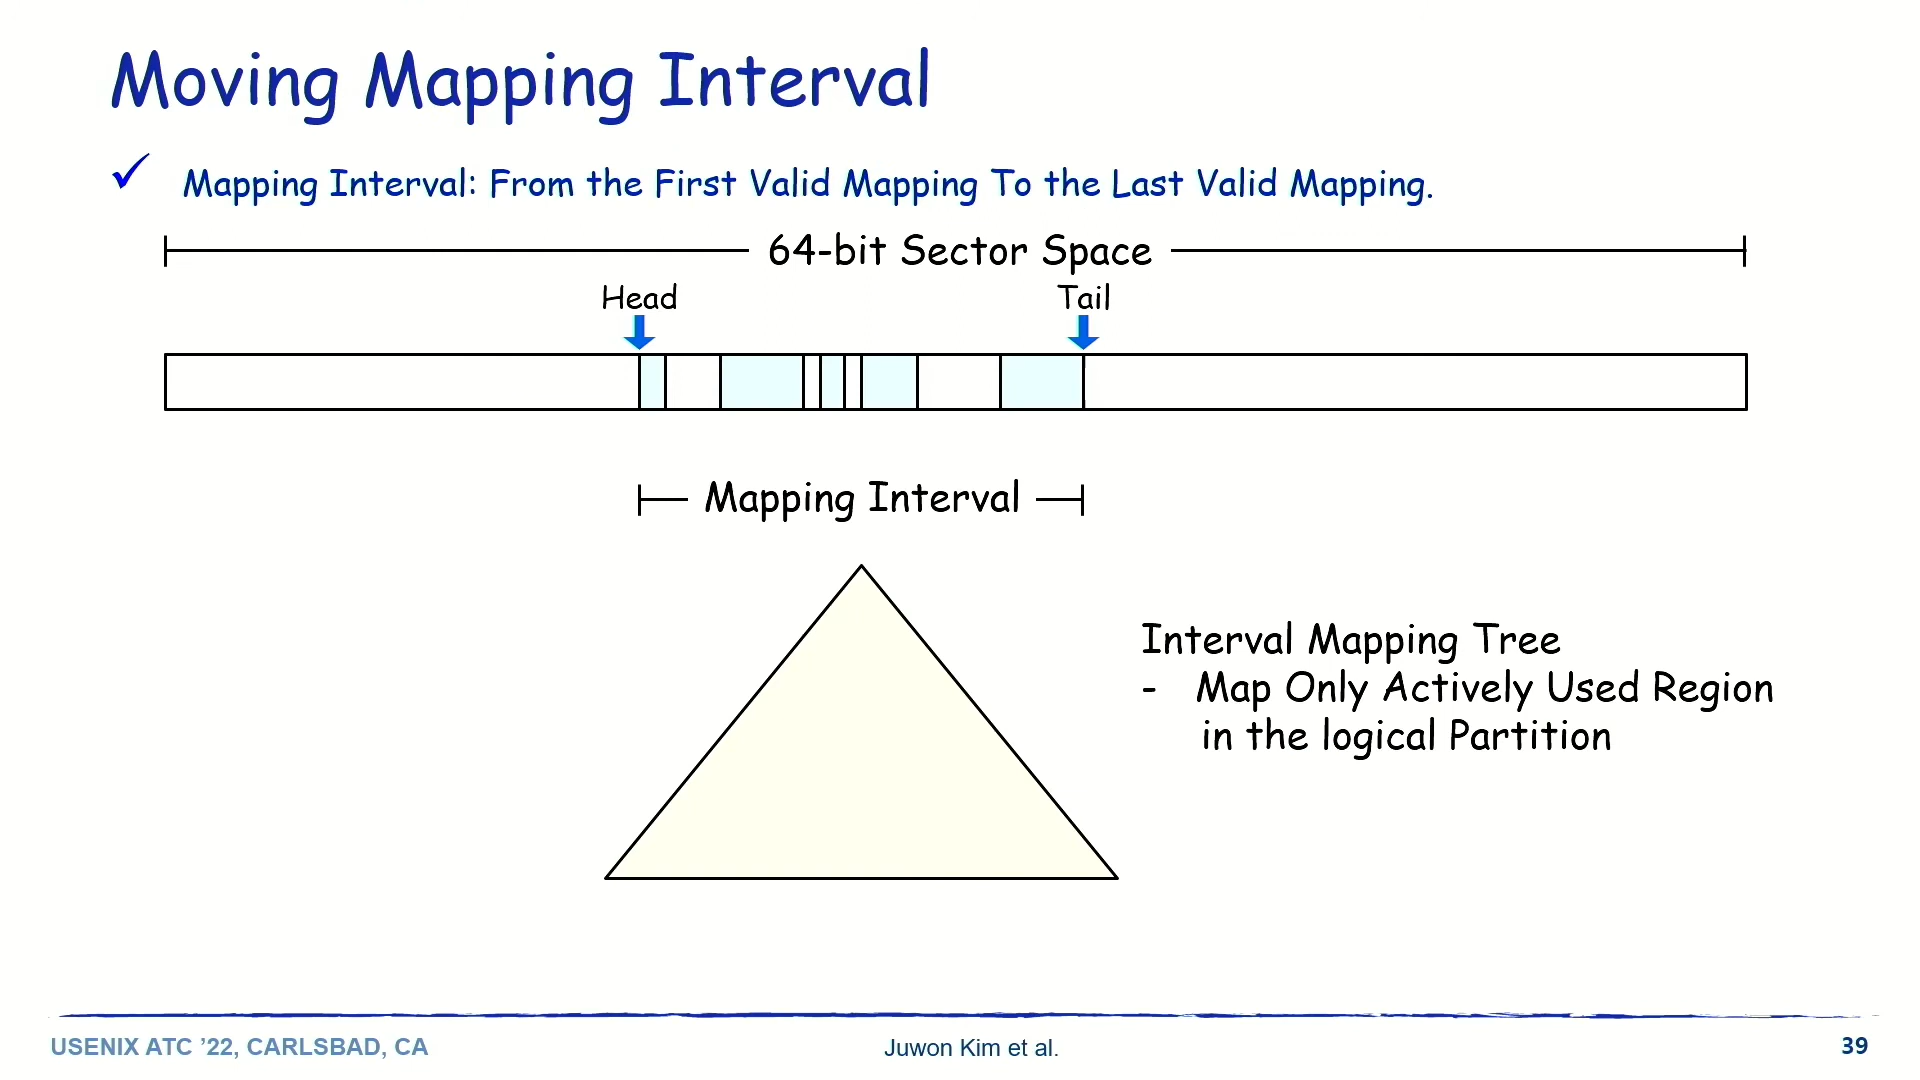 Moving Mapping Interval
✓ Mapping Interval: From the First Valid Mapping To the Last Valid Mapping.
64-bit Sector Space
Head
Tail
Mapping Interval
Interval Mapping Tree
- Map Only Actively Used Region
in the logical Partition
USENIX ATC ’22, CARLSBAD, CA
Juwon Kim et al.
39